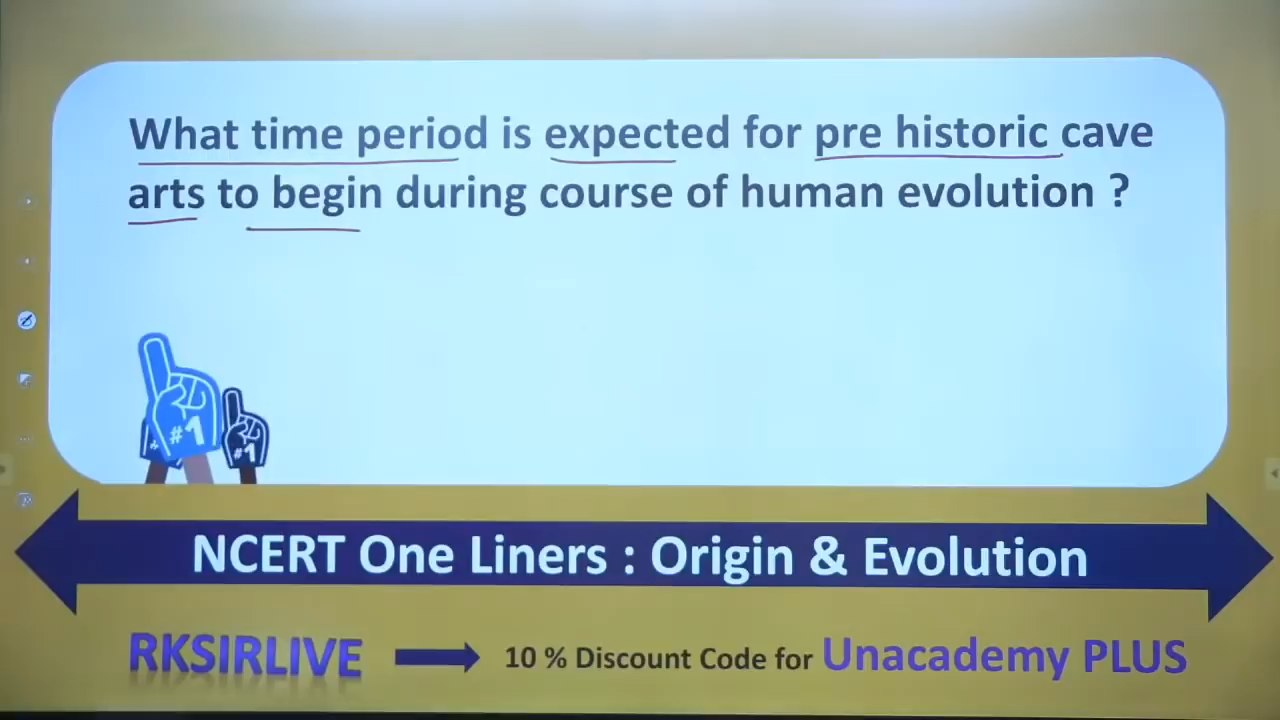 What time period is expected for pre historic cave
arts to begin during course of human evolution ?
#1
#1
NCERT One Liners : Origin & Evolution
RKSIRLIVE
10 % Discount Code for Unacademy PLUS